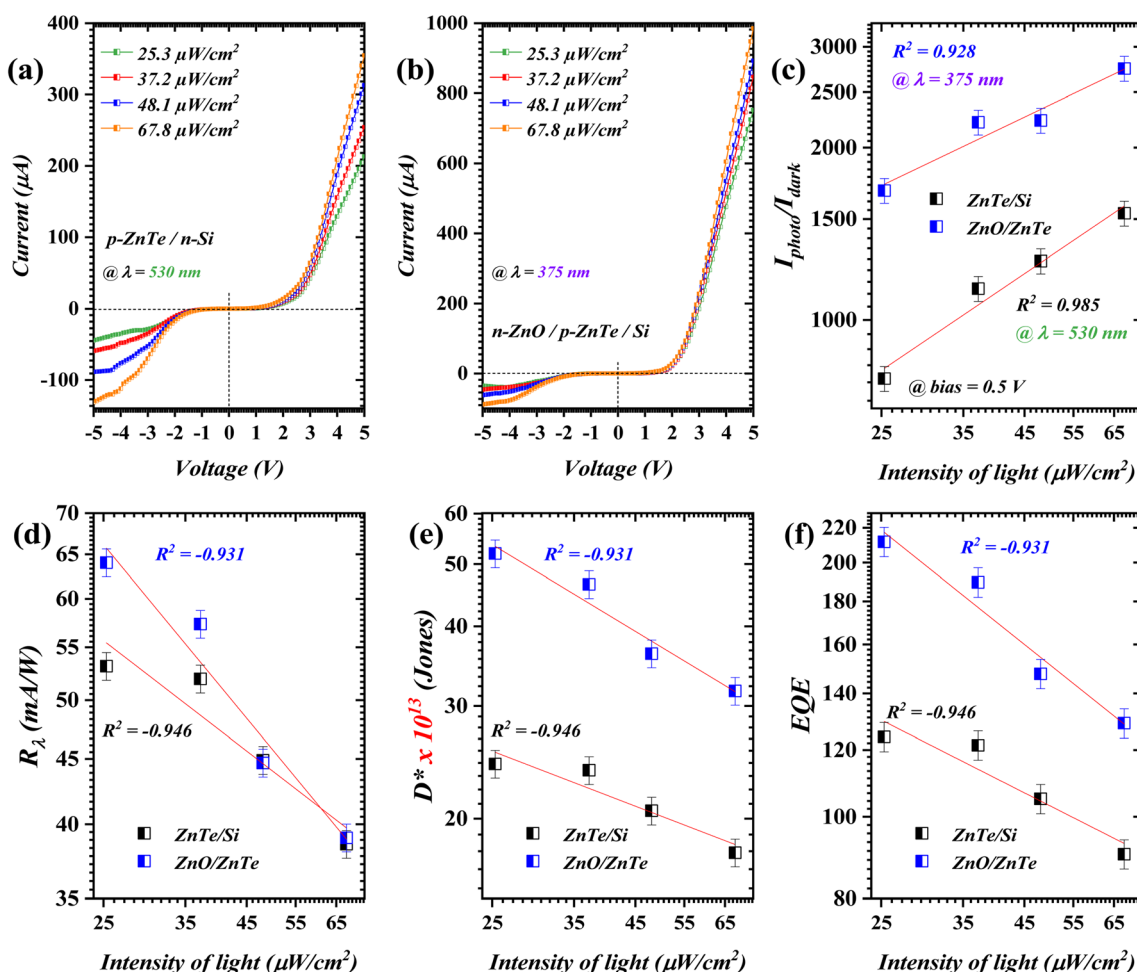 (a)
25.3 µW/cm²
37.2 µW/cm²
48.1 µW/cm²
67.8 µW/cm²
p-ZnTe / n-Si
@ λ = 530 nm
400
300
200
100
0
-100
Current (µA)
-5 -4 -3 -2 -1 0 1 2 3 4 5
Voltage (V)
(b)
25.3 µW/cm²
37.2 µW/cm²
48.1 µW/cm²
67.8 µW/cm²
@ λ = 375 nm
n-ZnO / p-ZnTe / Si
1000
800
600
400
200
0
Current (µA)
-5 -4 -3 -2 -1 0 1 2 3 4 5
Voltage (V)
(c)
R² = 0.928
@ λ = 375 nm
ZnTe/Si
ZnO/ZnTe
R² = 0.985
@ λ = 530 nm
@ bias = 0.5 V
3000
2500
2000
1500
1000
I_photo/I_dark
25 35 45 55 65
Intensity of light (µW/cm²)
(d)
R² = -0.931
R² = -0.946
ZnTe/Si
ZnO/ZnTe
70
65
60
55
50
45
39
35
R_λ (mA/W)
25 35 45 55 65
Intensity of light (µW/cm²)
(e)
R² = -0.931
R² = -0.946
ZnTe/Si
ZnO/ZnTe
60
50
40
30
20
D* x 10¹³ (Jones)
25 35 45 55 65
Intensity of light (µW/cm²)
(f)
R² = -0.931
R² = -0.946
ZnTe/Si
ZnO/ZnTe
220
200
180
160
140
120
100
80
EQE
25 35 45 55 65
Intensity of light (µW/cm²)